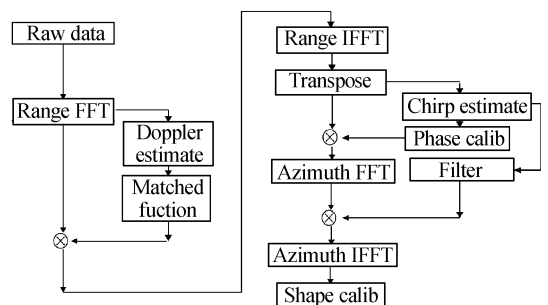 Raw data
Range FFT
Doppler
estimate
Matched
fuction
Range IFFT
Transpose
Chirp estimate
Phase calib
Azimuth FFT
Filter
Azimuth IFFT
Shape calib